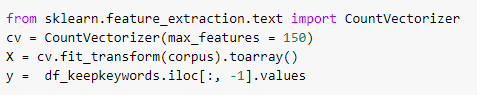 from sklearn.feature_extraction.text import CountVectorizer
cv = CountVectorizer(max_features = 150)
X = cv.fit_transform(corpus).toarray()
y =  df_keepkeywords.iloc[:, -1].values